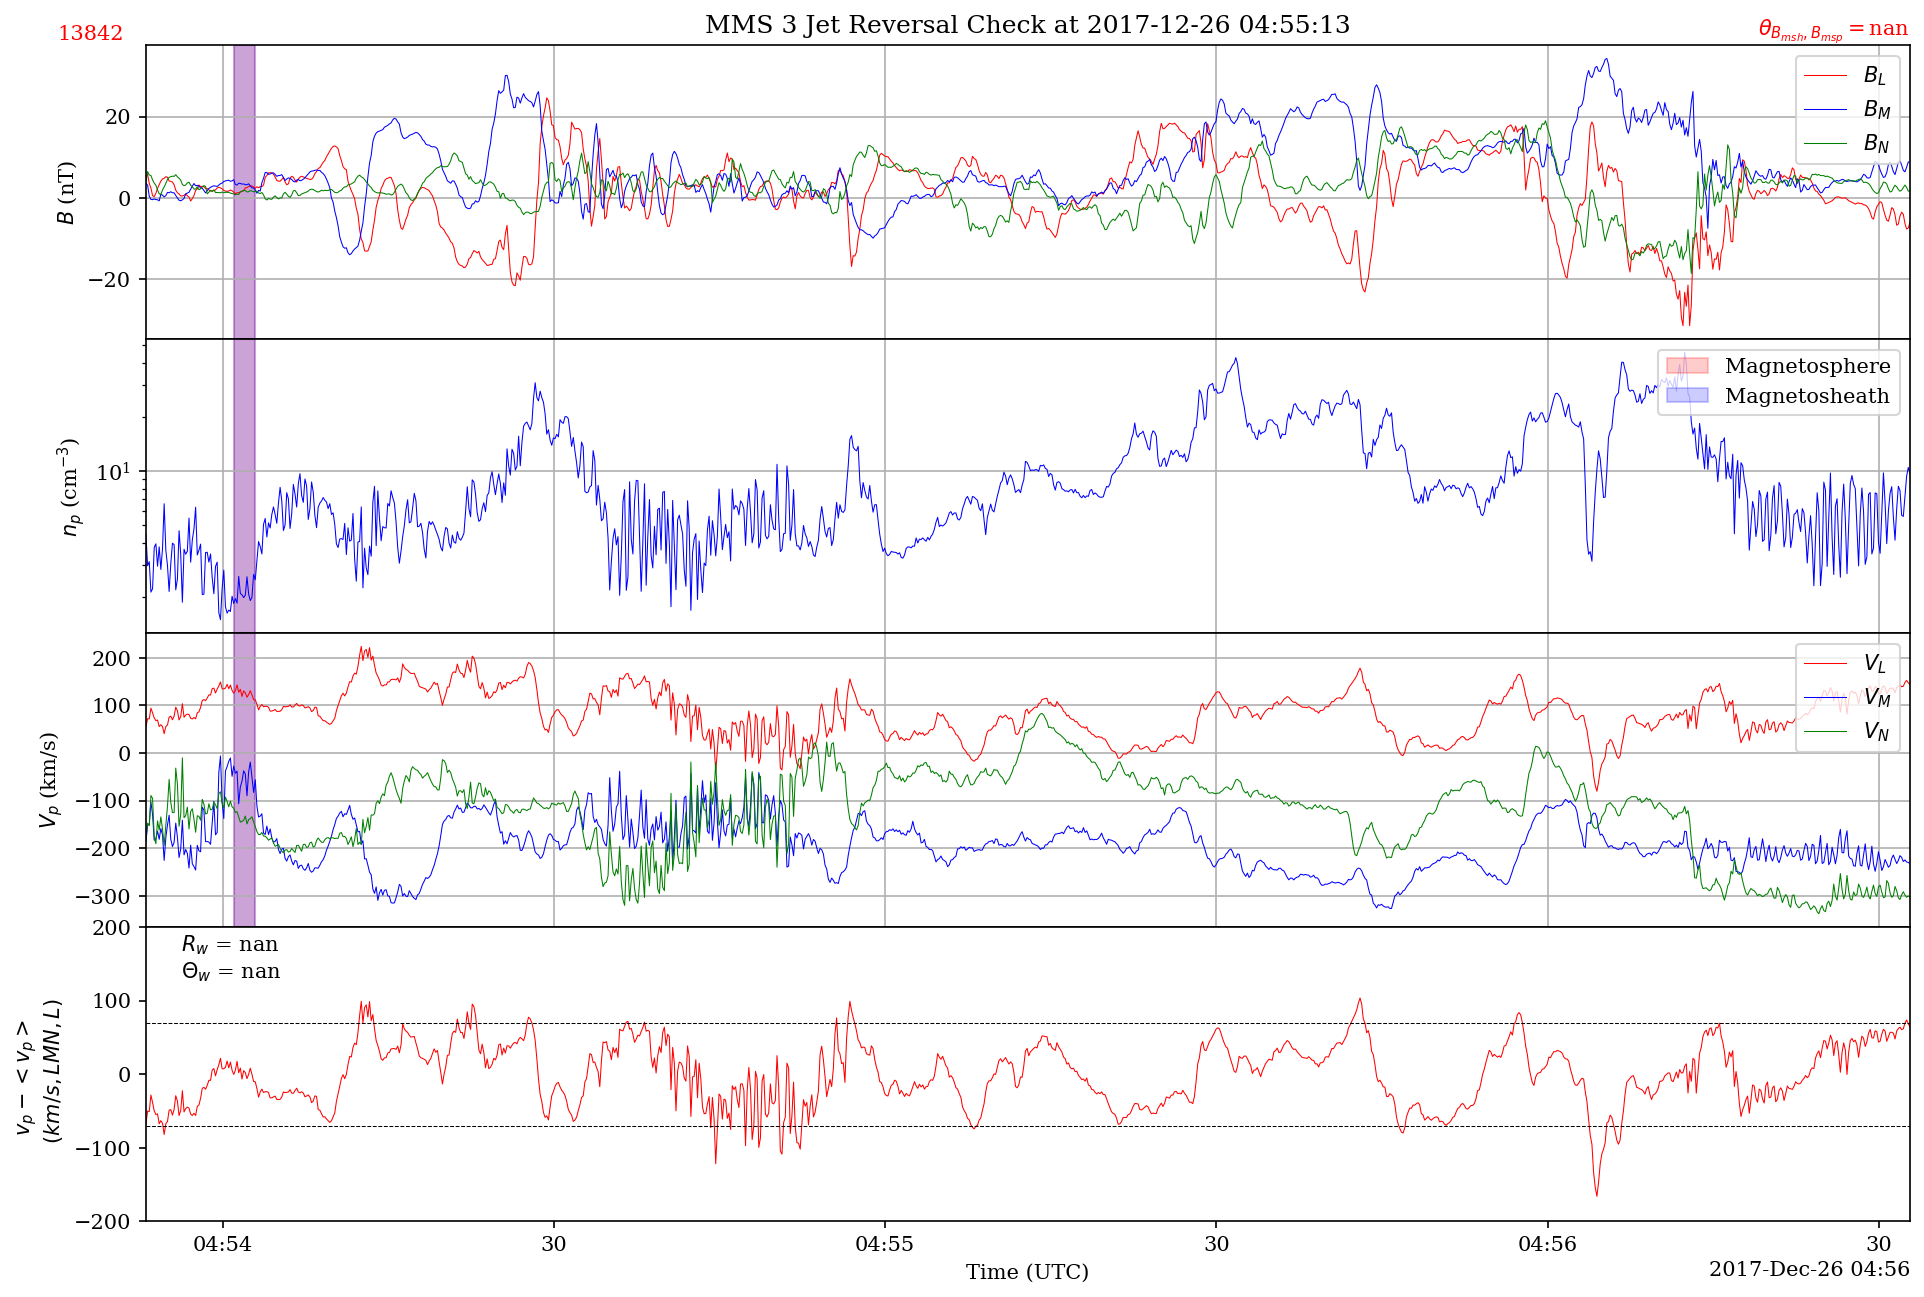 13842
MMS 3 Jet Reversal Check at 2017-12-26 04:55:13
θ_{B_{msh}, B_{msp}} = nan
B (nT)
20
0
−20
B_L
B_M
B_N
n_p (cm^{−3})
10^1
Magnetosphere
Magnetosheath
V_p (km/s)
200
100
0
−100
−200
−300
V_L
V_M
V_N
v_p − < v_p >
(km/s, LMN, L)
200
100
0
−100
−200
R_w = nan
Θ_w = nan
04:54
30
04:55
30
04:56
30
Time (UTC)
2017-Dec-26 04:56